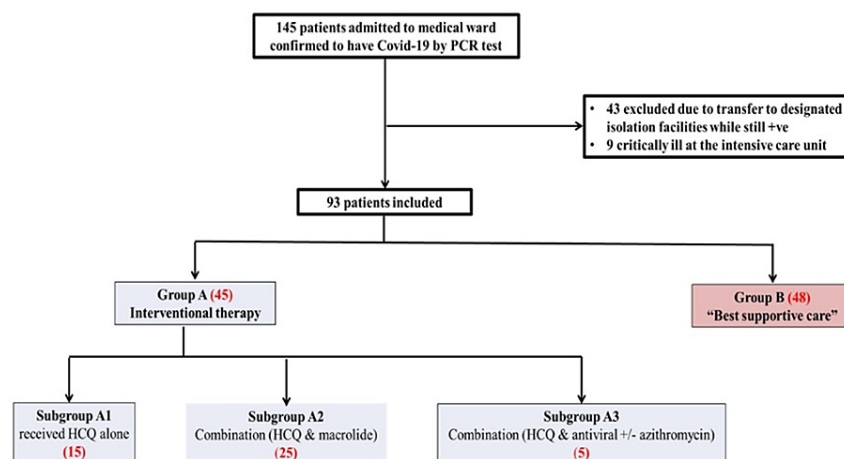 145 patients admitted to medical ward
confirmed to have Covid-19 by PCR test
• 43 excluded due to transfer to designated
isolation facilities while still +ve
• 9 critically ill at the intensive care unit
93 patients included
Group A (45)
Interventional therapy
Group B (48)
“Best supportive care”
Subgroup A1
received HCQ alone
(15)
Subgroup A2
Combination (HCQ & macrolide)
(25)
Subgroup A3
Combination (HCQ & antiviral +/- azithromycin)
(5)